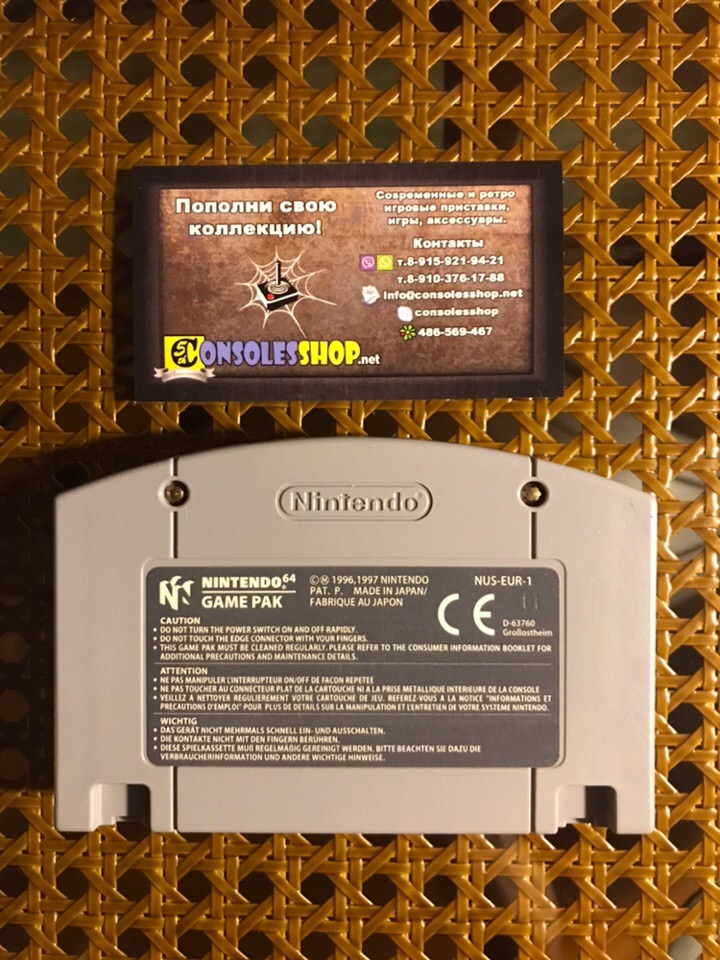 Пополни свою
коллекцию!
Современные и ретро
игровые приставки,
игры, аксессуары.
Контакты
т.8-915-921-94-21
т.8-910-376-17-88
info@consolesshop.net
consolesshop
486-569-467
CONSOLESSHOP.net
Nintendo
NINTENDO64
GAME PAK
©Ⓜ 1996,1997 NINTENDO
PAT. P. MADE IN JAPAN/
FABRIQUE AU JAPON
NUS-EUR-1
CE
01
D-63760
Großostheim
CAUTION
• DO NOT TURN THE POWER SWITCH ON AND OFF RAPIDLY.
• DO NOT TOUCH THE EDGE CONNECTOR WITH YOUR FINGERS.
• THIS GAME PAK MUST BE CLEANED REGULARLY. PLEASE REFER TO THE CONSUMER INFORMATION BOOKLET FOR
ADDITIONAL PRECAUTIONS AND MAINTENANCE DETAILS.
ATTENTION
• NE PAS MANIPULER L'INTERRUPTEUR ON/OFF DE FACON REPETEE
• NE PAS TOUCHER AU CONNECTEUR PLAT DE LA CARTOUCHE NI A LA PRISE METALLIQUE INTERIEURE DE LA CONSOLE
• VEILLEZ A NETTOYER REGULIEREMENT VOTRE CARTOUCHE DE JEU. REFEREZ-VOUS A LA NOTICE "INFORMATIONS ET
PRECAUTIONS D'EMPLOI" POUR PLUS DE DETAILS SUR LA MANIPULATION ET L'ENTRETIEN DE VOTRE SYSTEME NINTENDO.
WICHTIG
• DAS GERÄT NICHT MEHRMALS SCHNELL EIN- UND AUSSCHALTEN.
• DIE KONTAKTE NICHT MIT DEN FINGERN BERÜHREN.
• DIESE SPIELKASSETTE MUß REGELMÄßIG GEREINIGT WERDEN. BITTE BEACHTEN SIE DAZU DIE
VERBRAUCHERINFORMATION UND ANDERE WICHTIGE HINWEISE.